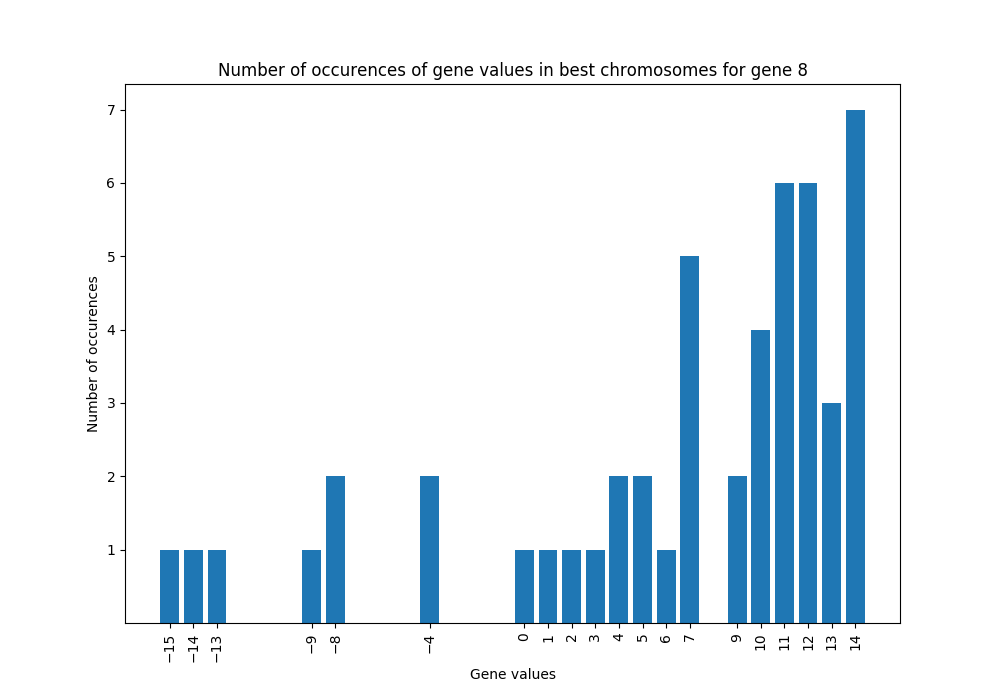 Number of occurences of gene values in best chromosomes for gene 8
7
6
5
4
3
2
1
Number of occurences
−15 −14 −13 −9 −8 −4 0 1 2 3 4 5 6 7 9 10 11 12 13 14
Gene values